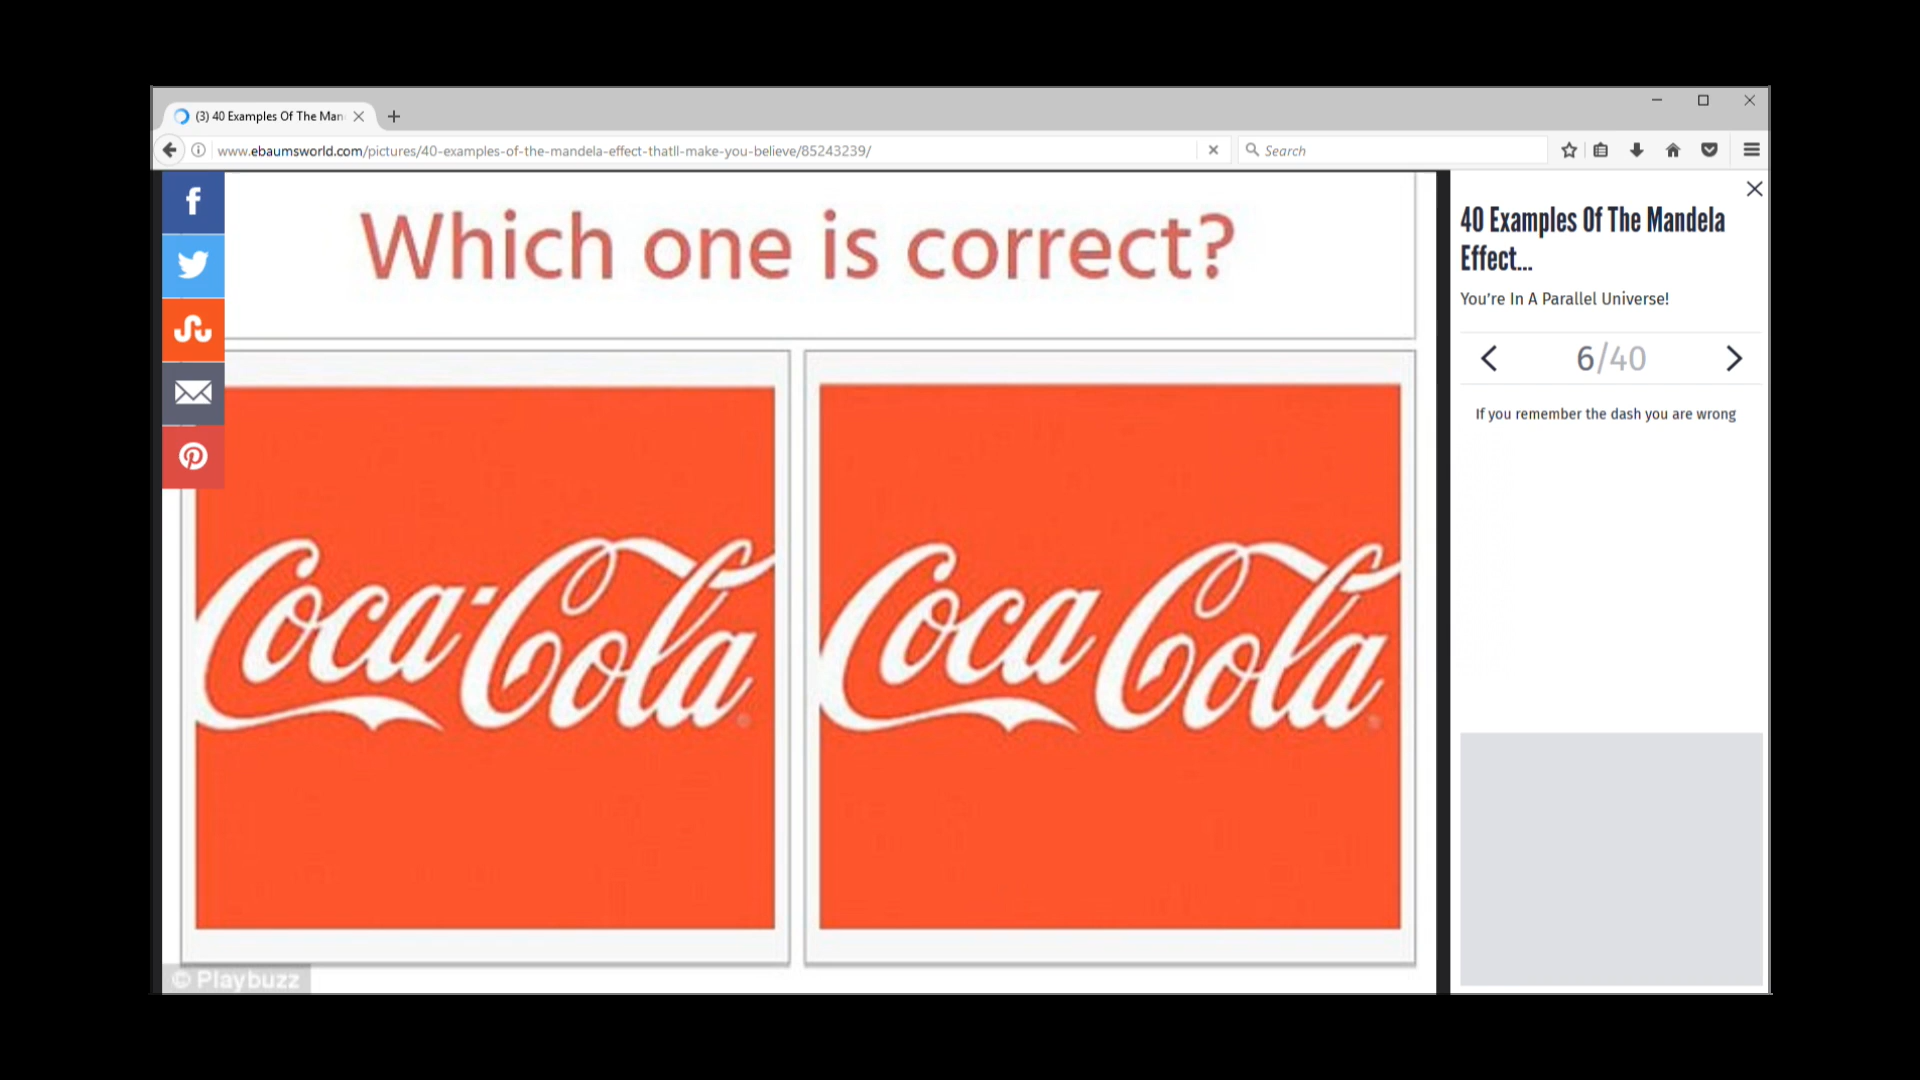 (3) 40 Examples Of The Man
www.ebaumsworld.com/pictures/40-examples-of-the-mandela-effect-thatll-make-you-believe/85243239/
Search
Which one is correct?
Coca-Cola
Coca Cola
© Playbuzz
40 Examples Of The Mandela
Effect...
You're In A Parallel Universe!
6/40
If you remember the dash you are wrong